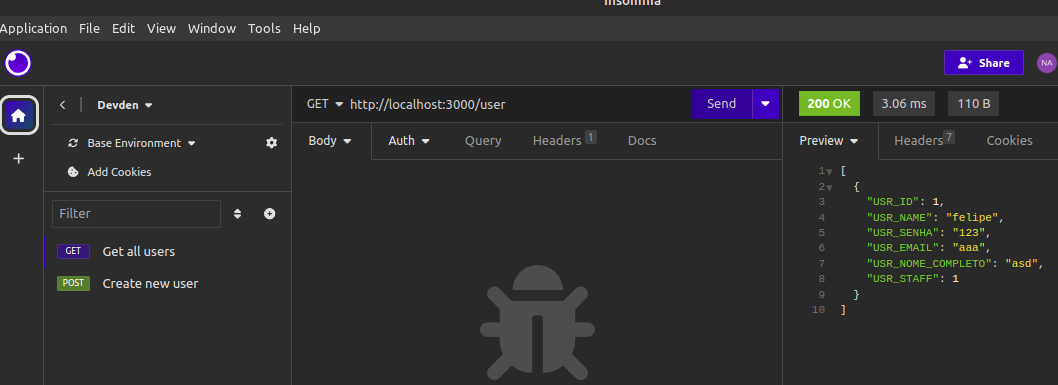 Insomnia
Application File Edit View Window Tools Help
Share NA
Devden
GET http://localhost:3000/user Send
200 OK 3.06 ms 110 B
Base Environment
Add Cookies
Body Auth Query Headers 1 Docs
Preview Headers 7 Cookies
Filter
GET Get all users
POST Create new user
1 [
2 {
3 "USR_ID": 1,
4 "USR_NAME": "felipe",
5 "USR_SENHA": "123",
6 "USR_EMAIL": "aaa",
7 "USR_NOME_COMPLETO": "asd",
8 "USR_STAFF": 1
9 }
10 ]